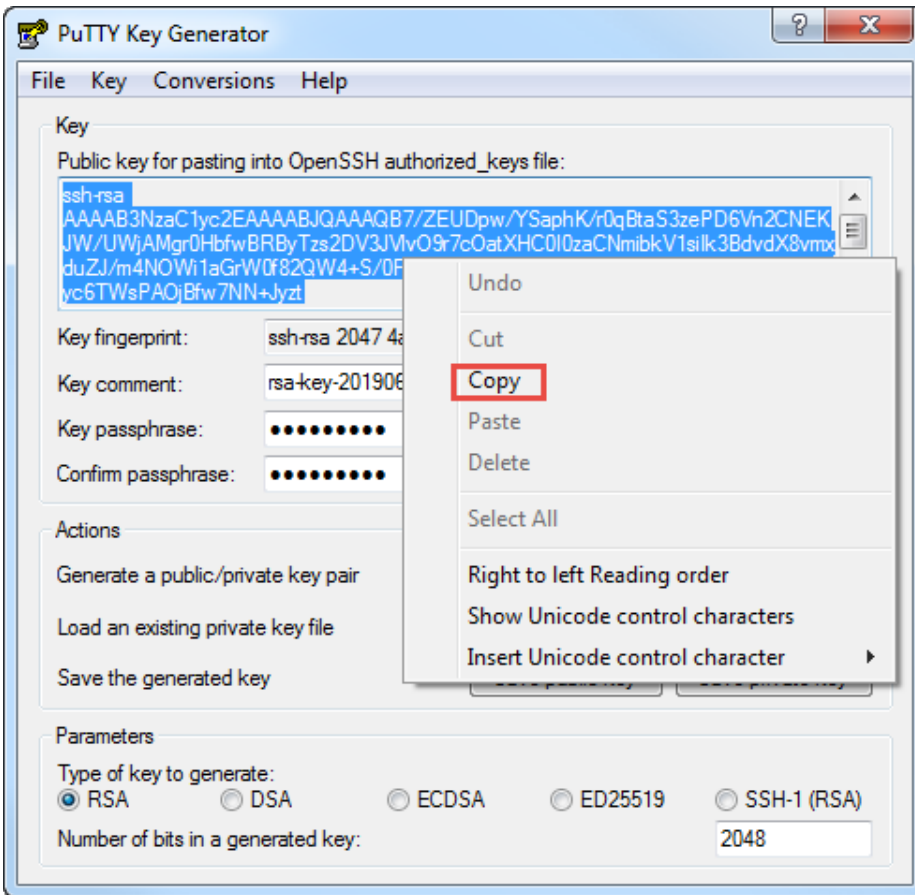 PuTTY Key Generator
File Key Conversions Help
Key
Public key for pasting into OpenSSH authorized_keys file:
ssh-rsa
AAAAB3NzaC1yc2EAAAABJQAAAQB7/ZEUDpw/YSaphK/r0qBtaS3zePD6Vn2CNEK
JW/UWjAMgr0HbfwBRByTzs2DV3JVlvO9r7cOatXHC0I0zaCNmibkV1silk3BdvdX8vmx
duZJ/m4NOWi1aGrW0f82QW4+S/0F
yc6TWsPAOjBfw7NN+Jyzt
Undo
Key fingerprint: ssh-rsa 2047 4a
Cut
Key comment: rsa-key-201906
Copy
Key passphrase:
Paste
Confirm passphrase:
Delete
Select All
Actions
Generate a public/private key pair
Right to left Reading order
Load an existing private key file
Show Unicode control characters
Insert Unicode control character
Save the generated key
Parameters
Type of key to generate:
RSA DSA ECDSA ED25519 SSH-1 (RSA)
Number of bits in a generated key: 2048